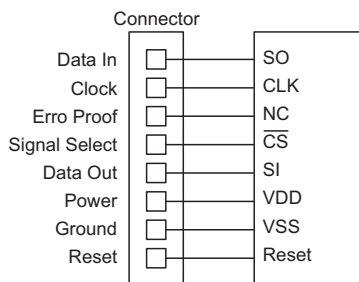 Connector
Data In SO
Clock CLK
Erro Proof NC
Signal Select C̅S̅
Data Out SI
Power VDD
Ground VSS
Reset Reset